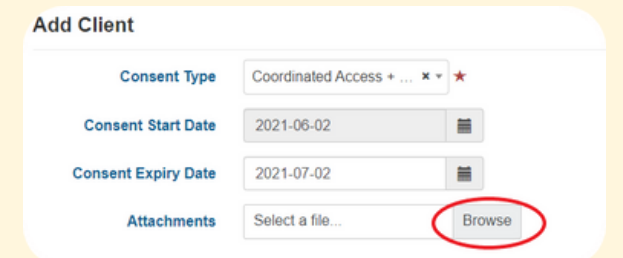 Add Client
Consent Type Coordinated Access + ... × ★
Consent Start Date 2021-06-02
Consent Expiry Date 2021-07-02
Attachments Select a file... Browse